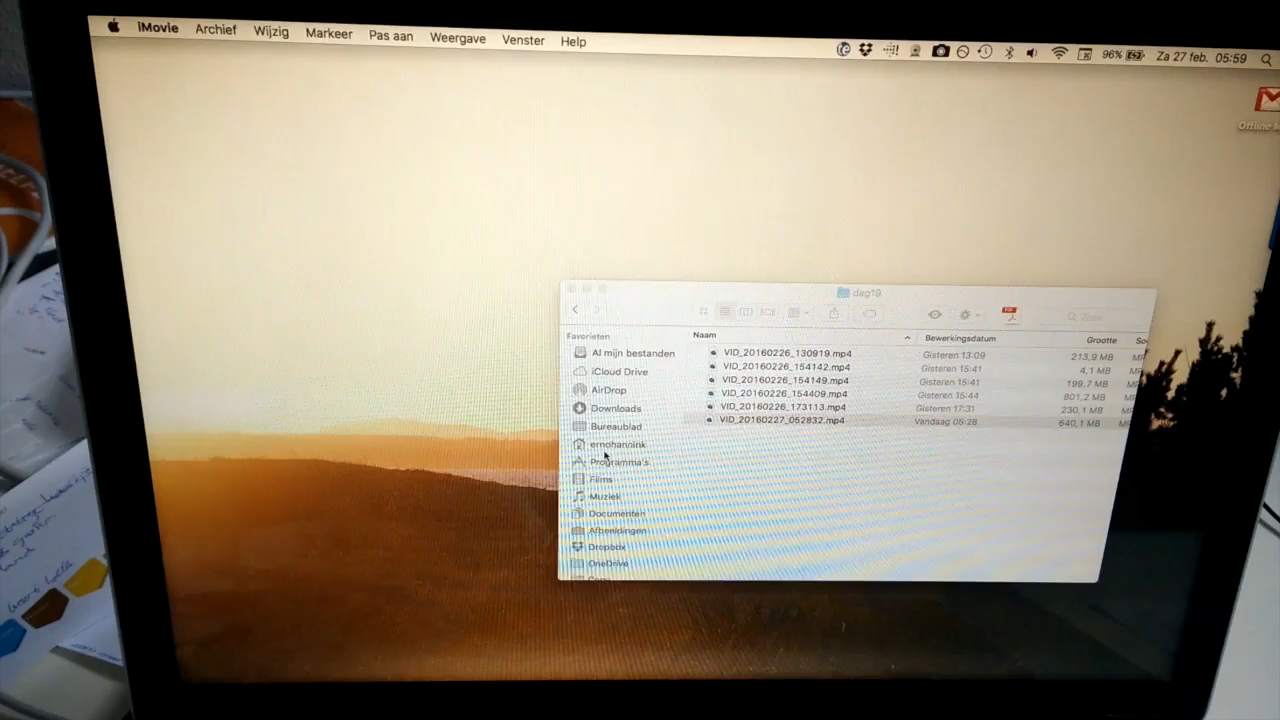 iMovie Archief Wijzig Markeer Pas aan Weergave Venster Help
96% Za 27 feb. 05:59
dag19
Naam Bewerkingsdatum Grootte
Favorieten
Al mijn bestanden
iCloud Drive
AirDrop
Downloads
Bureaublad
ernohannink
Programma's
Films
Muziek
Documenten
Afbeeldingen
Dropbox
OneDrive
VID_20160226_130919.mp4 Gisteren 13:09 213,9 MB
VID_20160226_154142.mp4 Gisteren 15:41 4,1 MB
VID_20160226_154149.mp4 Gisteren 15:41 199,7 MB
VID_20160226_154409.mp4 Gisteren 15:44 801,2 MB
VID_20160226_173113.mp4 Gisteren 17:31 230,1 MB
VID_20160227_052832.mp4 Vandaag 05:28 640,1 MB